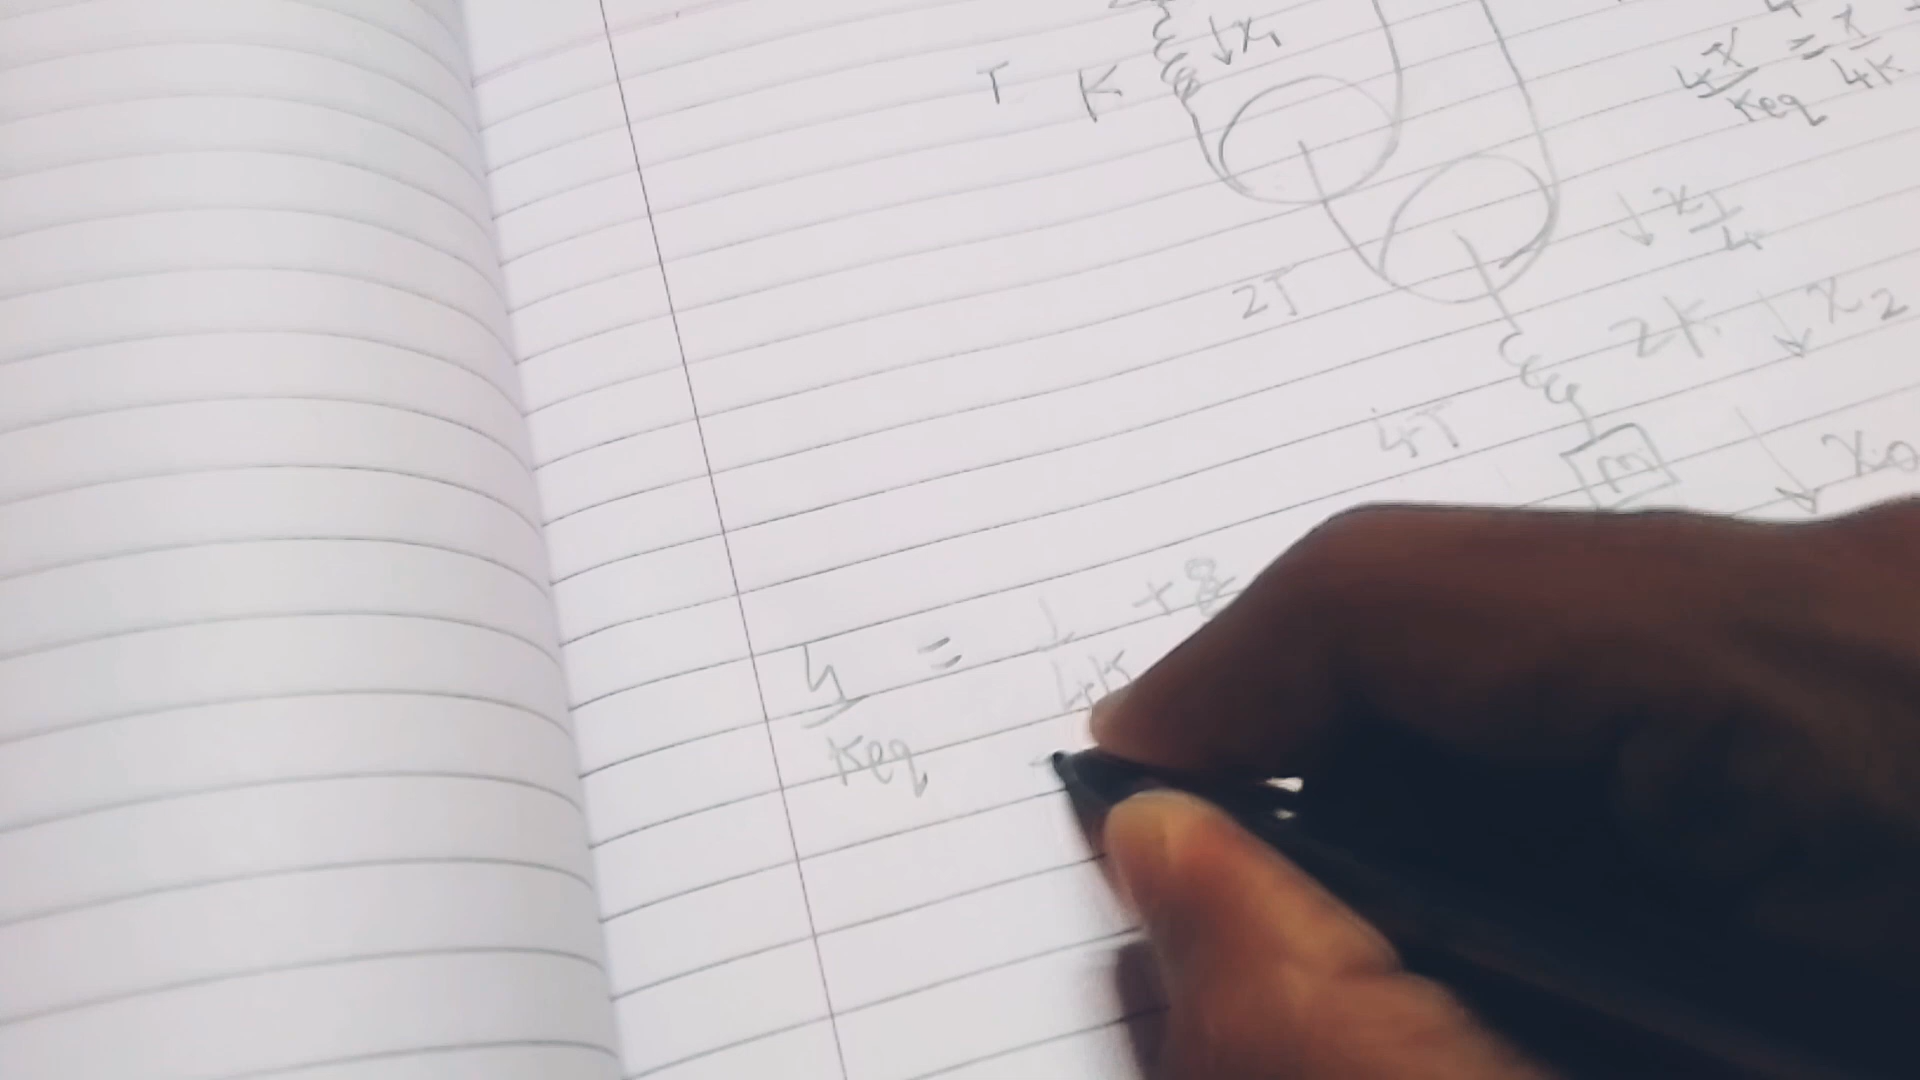 x₁
T K
4x/Keq = x/4K
x₁/4
2T
2K x₂
4T
m x₀
4/Keq = 1/4K + 8